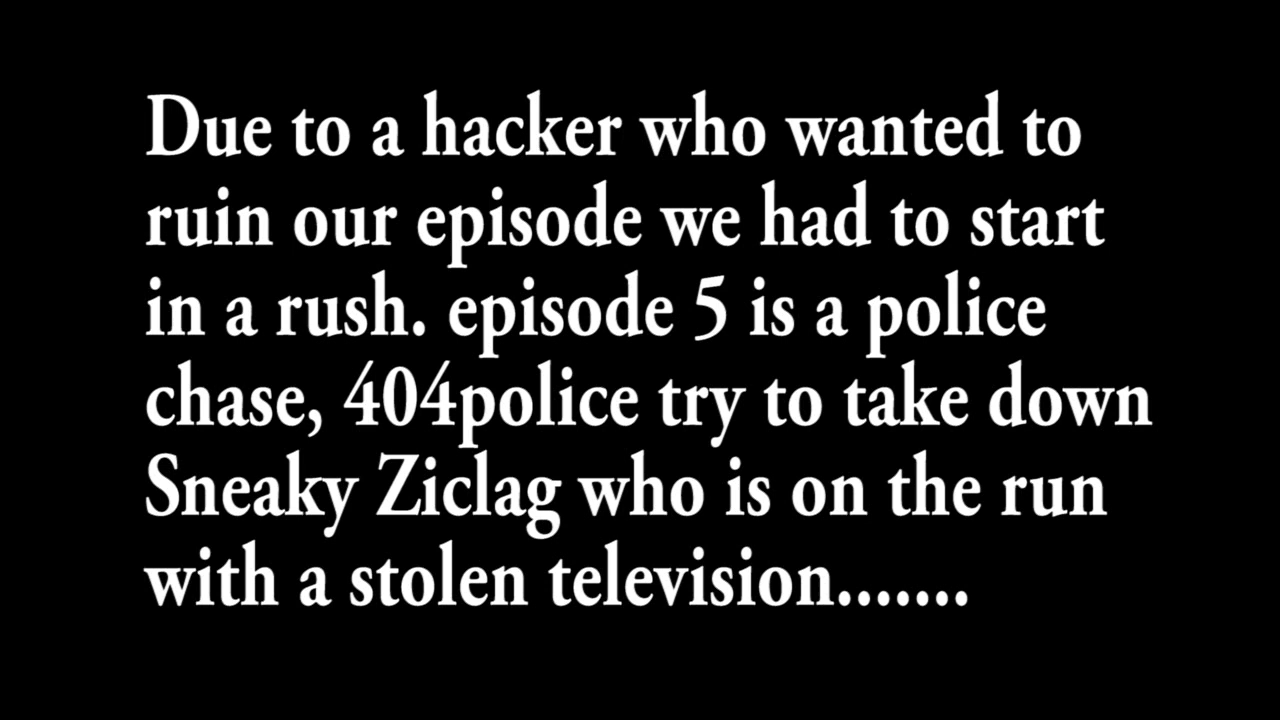 Due to a hacker who wanted to
ruin our episode we had to start
in a rush. episode 5 is a police
chase, 404police try to take down
Sneaky Ziclag who is on the run
with a stolen television.......